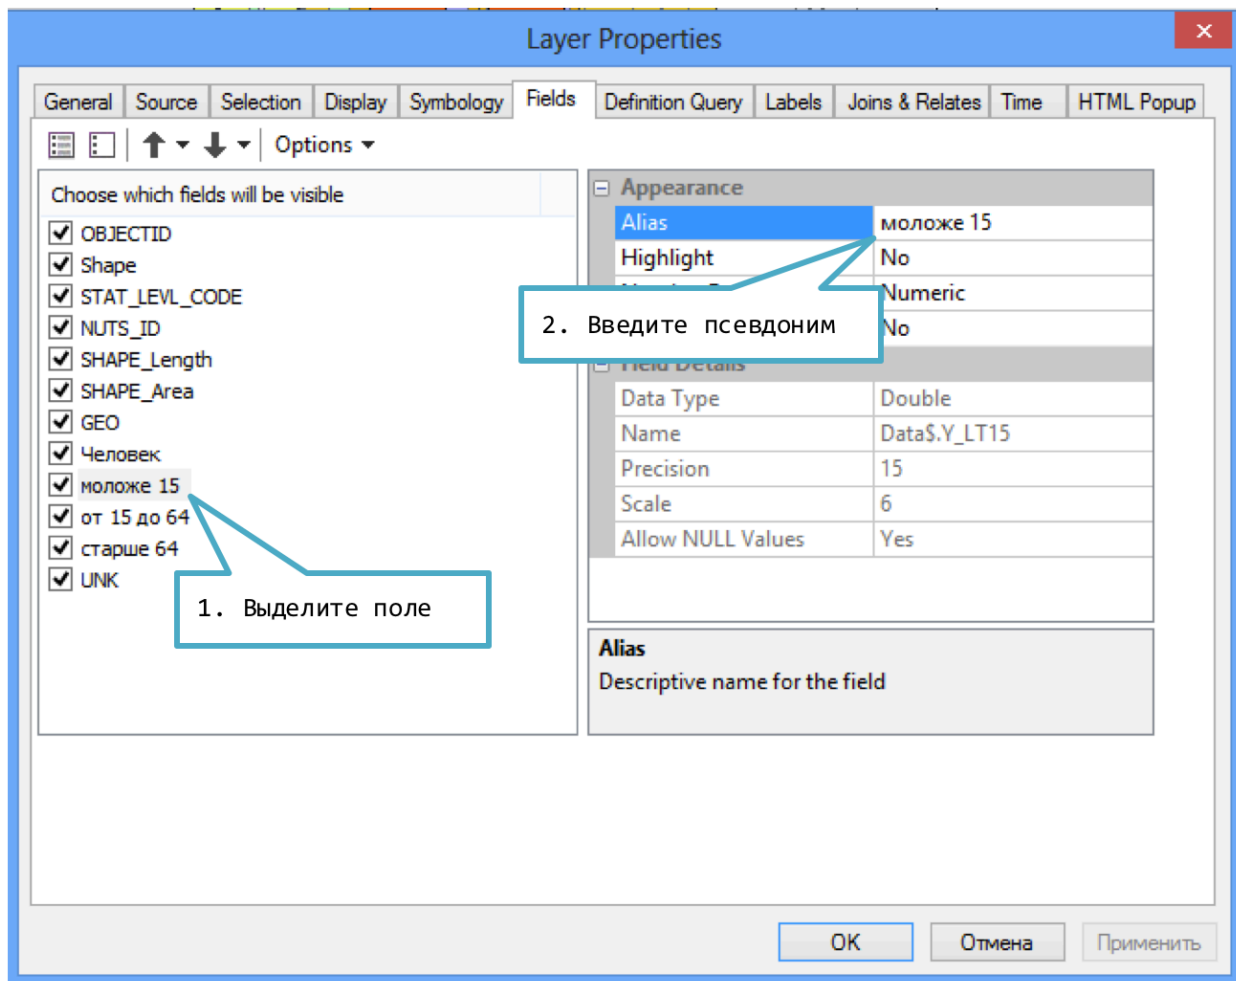 Layer Properties
General Source Selection Display Symbology Fields Definition Query Labels Joins & Relates Time HTML Popup
Options
Choose which fields will be visible
OBJECTID
Shape
STAT_LEVL_CODE
NUTS_ID
SHAPE_Length
SHAPE_Area
GEO
Человек
моложе 15
от 15 до 64
старше 64
UNK
1. Выделите поле
Appearance
Alias моложе 15
Highlight No
Numeric
No
2. Введите псевдоним
Field Details
Data Type Double
Name Data$.Y_LT15
Precision 15
Scale 6
Allow NULL Values Yes
Alias
Descriptive name for the field
OK Отмена Применить